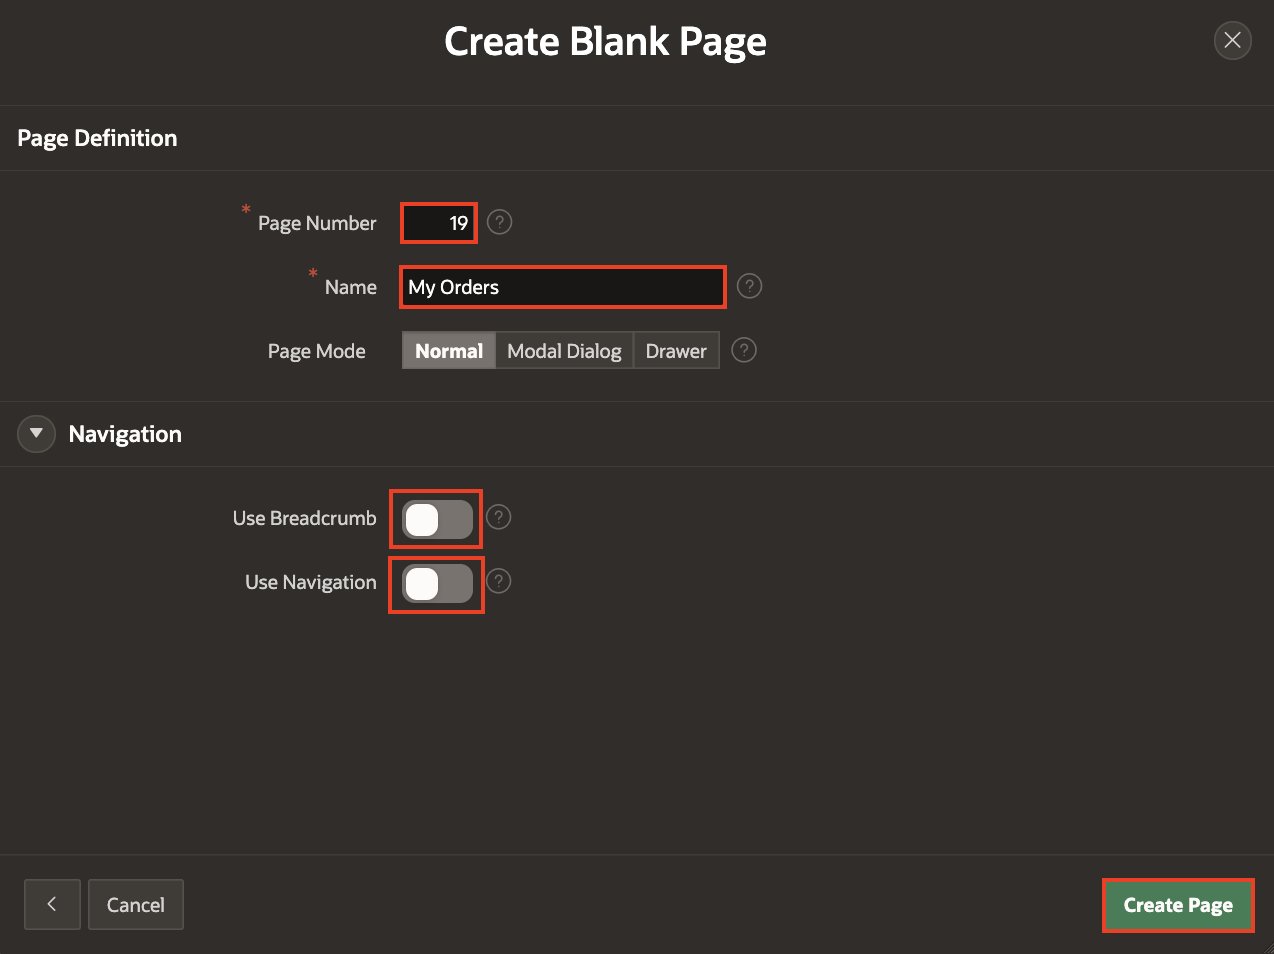 Create Blank Page
Page Definition
* Page Number 19 ?
* Name My Orders ?
Page Mode Normal Modal Dialog Drawer ?
Navigation
Use Breadcrumb ?
Use Navigation ?
Cancel Create Page